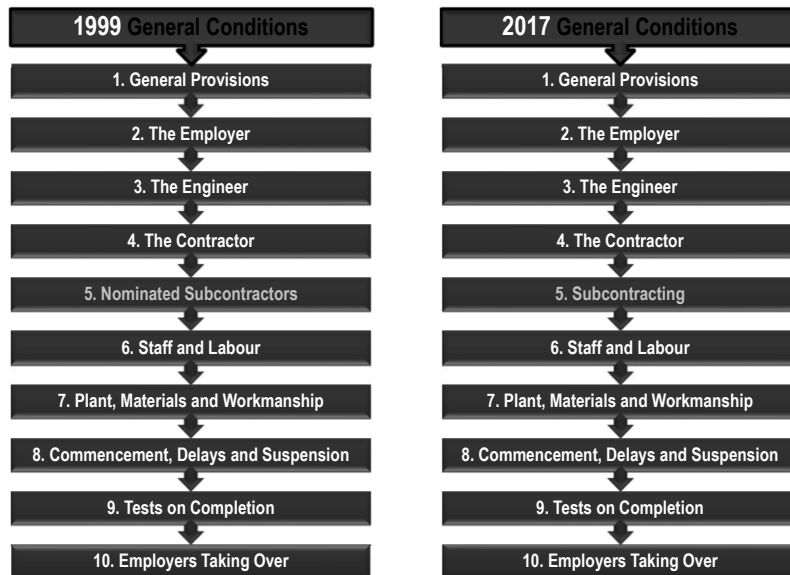 1999 General Conditions
1. General Provisions
2. The Employer
3. The Engineer
4. The Contractor
5. Nominated Subcontractors
6. Staff and Labour
7. Plant, Materials and Workmanship
8. Commencement, Delays and Suspension
9. Tests on Completion
10. Employers Taking Over
2017 General Conditions
1. General Provisions
2. The Employer
3. The Engineer
4. The Contractor
5. Subcontracting
6. Staff and Labour
7. Plant, Materials and Workmanship
8. Commencement, Delays and Suspension
9. Tests on Completion
10. Employers Taking Over